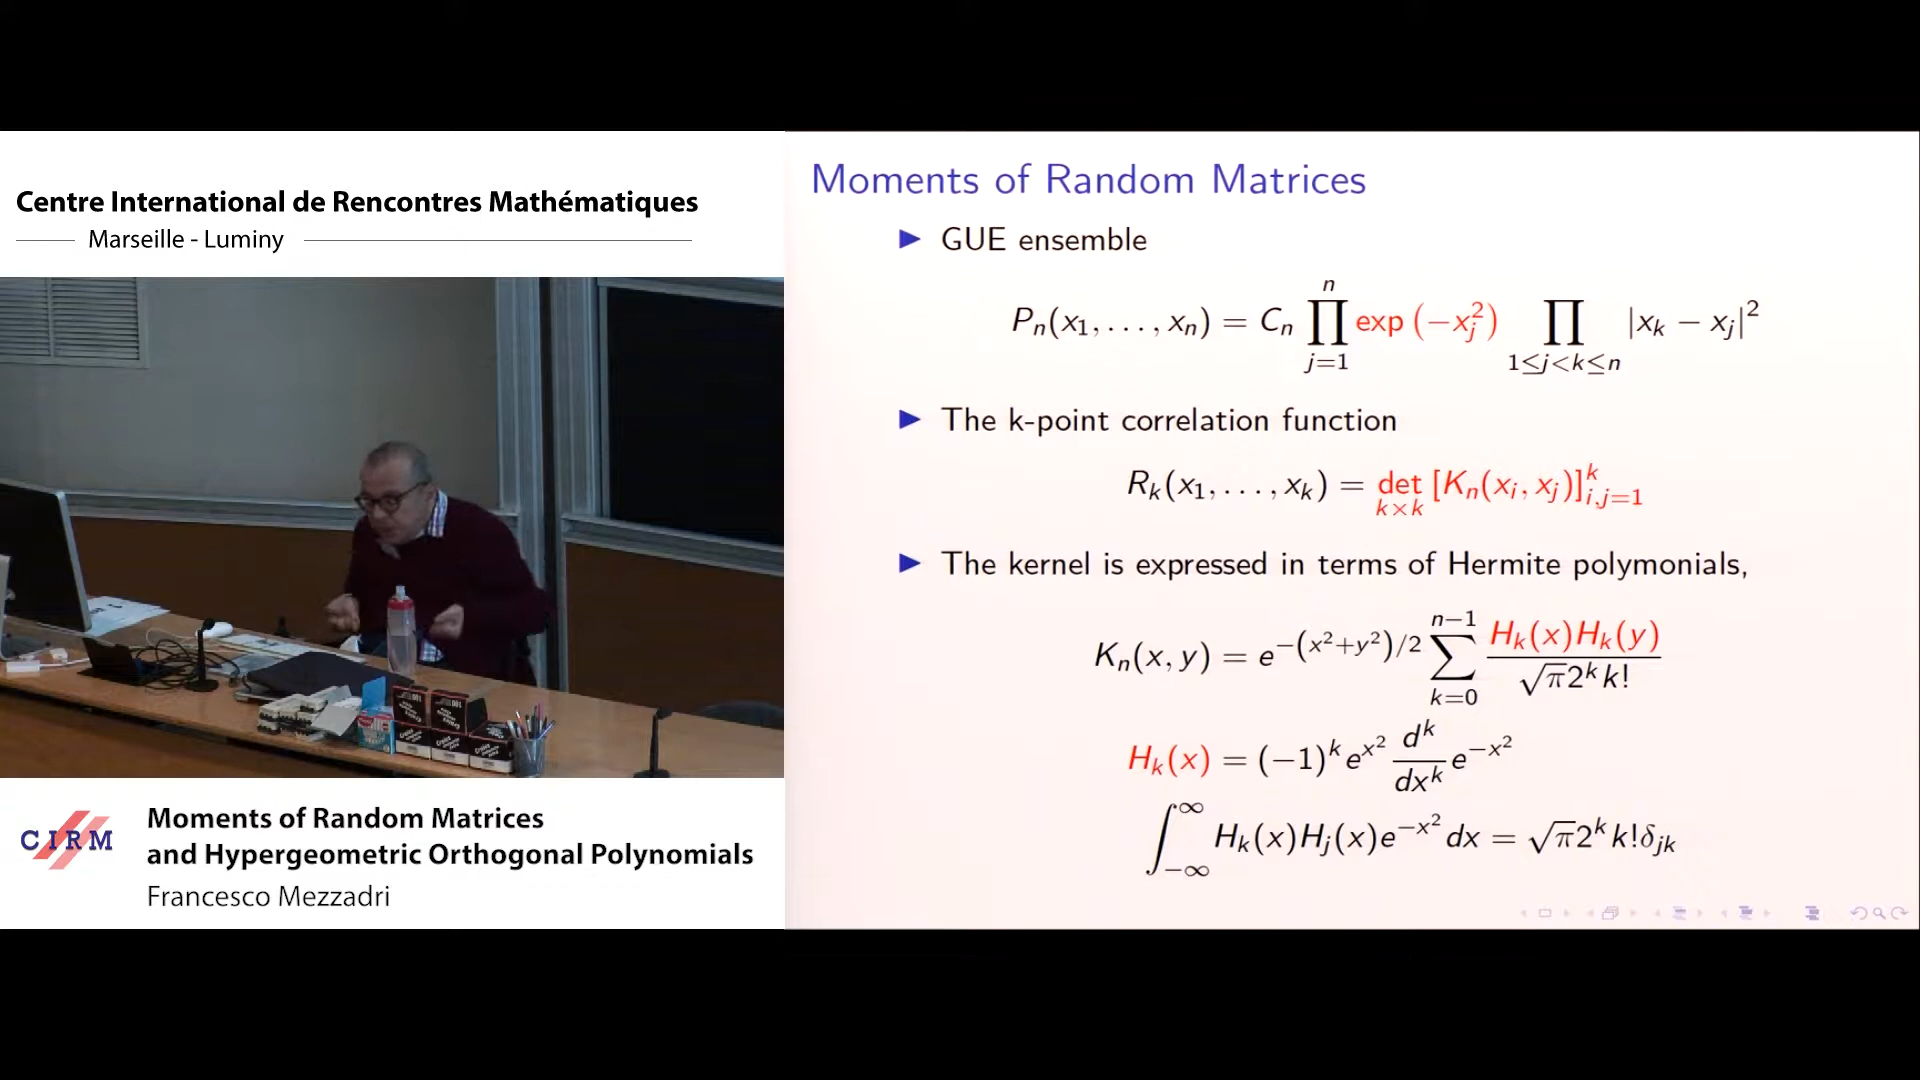 Centre International de Rencontres Mathématiques
Marseille - Luminy
CIRM
Moments of Random Matrices
and Hypergeometric Orthogonal Polynomials
Francesco Mezzadri
Moments of Random Matrices
▶ GUE ensemble
P_n(x_1, . . . , x_n) = C_n ∏_{j=1}^{n} exp (−x_j^2) ∏_{1≤j<k≤n} |x_k − x_j|^2
▶ The k-point correlation function
R_k(x_1, . . . , x_k) = det_{k×k} [K_n(x_i, x_j)]_{i,j=1}^{k}
▶ The kernel is expressed in terms of Hermite polymonials,
K_n(x, y) = e^{−(x^2+y^2)/2} ∑_{k=0}^{n−1} \frac{H_k(x)H_k(y)}{√π2^k k!}
H_k(x) = (−1)^k e^{x^2} \frac{d^k}{dx^k} e^{−x^2}
∫_{−∞}^{∞} H_k(x)H_j(x)e^{−x^2} dx = √π2^k k!δ_{jk}